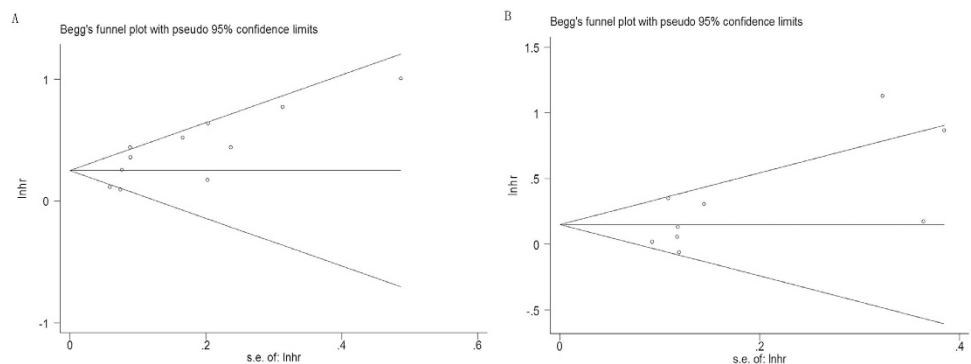 A
Begg's funnel plot with pseudo 95% confidence limits
1
0
-1
lnhr
0
.2
.4
.6
s.e. of: lnhr
B
Begg's funnel plot with pseudo 95% confidence limits
1.5
1
.5
0
-.5
lnhr
0
.2
.4
s.e. of: lnhr